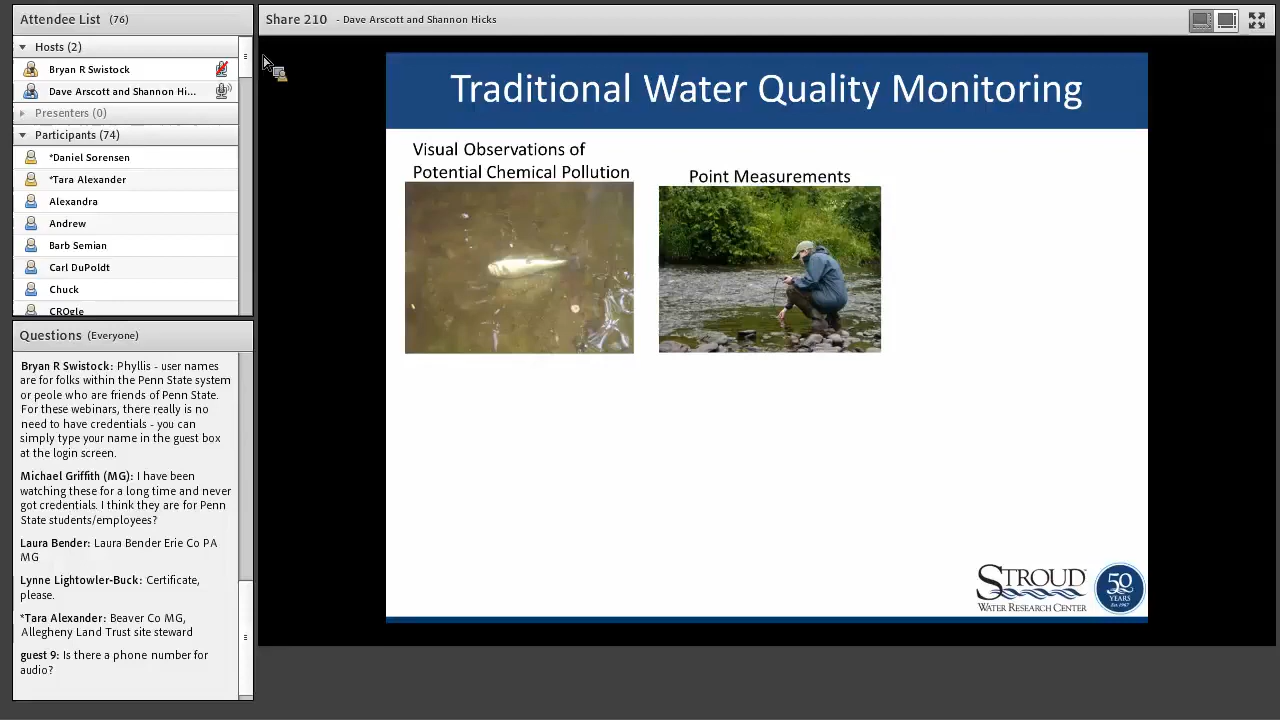 Attendee List (76)
Hosts (2)
Bryan R Swistock
Dave Arscott and Shannon Hi...
Presenters (0)
Participants (74)
*Daniel Sorensen
*Tara Alexander
Alexandra
Andrew
Barb Semian
Carl DuPoldt
Chuck
CROgle
Questions (Everyone)
Bryan R Swistock: Phyllis - user names
are for folks within the Penn State system
or peole who are friends of Penn State.
For these webinars, there really is no
need to have credentials - you can
simply type your name in the guest box
at the login screen.
Michael Griffith (MG): I have been
watching these for a long time and never
got credentials. I think they are for Penn
State students/employees?
Laura Bender: Laura Bender Erie Co PA
MG
Lynne Lightowler-Buck: Certificate,
please.
*Tara Alexander: Beaver Co MG,
Allegheny Land Trust site steward
guest 9: Is there a phone number for
audio?
Share 210 - Dave Arscott and Shannon Hicks
Traditional Water Quality Monitoring
Visual Observations of
Potential Chemical Pollution
Point Measurements
STROUD
WATER RESEARCH CENTER
50
YEARS
Est. 1967